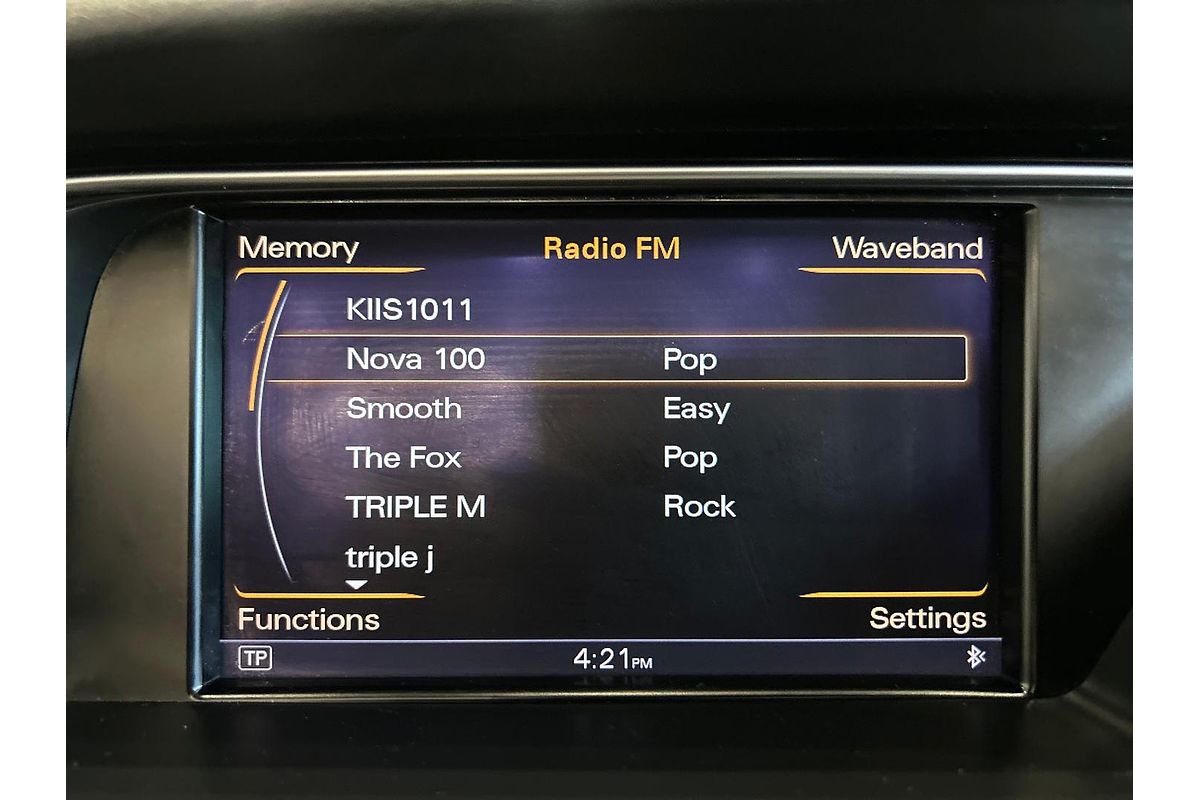 Memory Radio FM Waveband
KIIS1011
Nova 100 Pop
Smooth Easy
The Fox Pop
TRIPLE M Rock
triple j
Functions Settings
TP 4:21PM